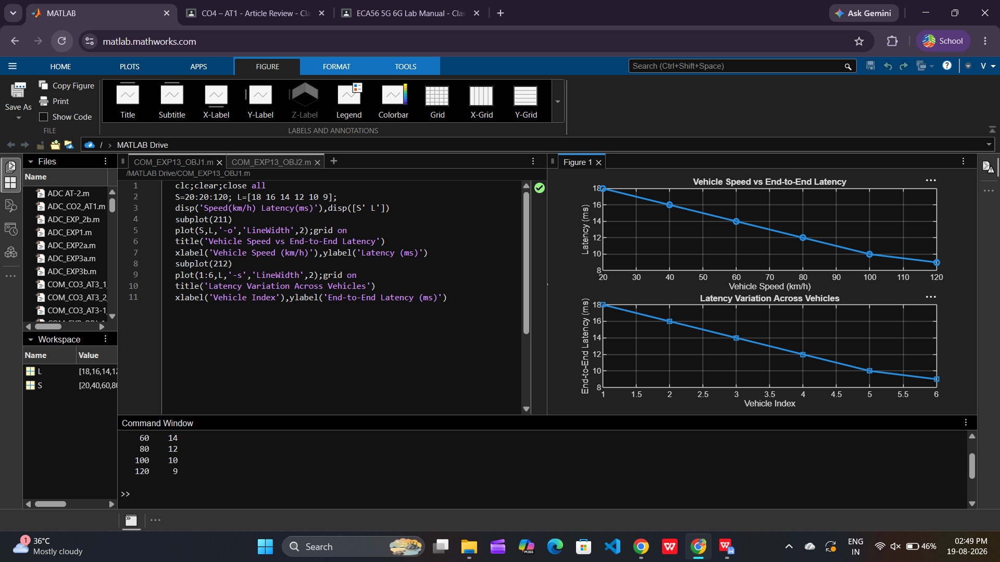 MATLAB
CO4 – AT1 - Article Review - Cla
ECA56 5G 6G Lab Manual - Clas
Ask Gemini
matlab.mathworks.com
School
HOME
PLOTS
APPS
FIGURE
FORMAT
TOOLS
Search (Ctrl+Shift+Space)
V
Save As
Copy Figure
Print
Show Code
FILE
Title
Subtitle
X-Label
Y-Label
Z-Label
Legend
Colorbar
Grid
X-Grid
Y-Grid
LABELS AND ANNOTATIONS
/ › MATLAB Drive
Files
Name
ADC AT-2.m
ADC_CO2_AT1.m
ADC_EXP_2b.m
ADC_EXP1.m
ADC_EXP2a.m
ADC_EXP3a.m
ADC_EXP3b.m
COM_CO3_AT3_1_
COM_CO3_AT3_2_
COM_CO3_AT3-1_
Workspace
Name Value
L [18,16,14,12
S [20,40,60,80
COM_EXP13_OBJ1.m
COM_EXP13_OBJ2.m
/MATLAB Drive/COM_EXP13_OBJ1.m
1 clc;clear;close all
2 S=20:20:120; L=[18 16 14 12 10 9];
3 disp('Speed(km/h) Latency(ms)'),disp([S' L'])
4 subplot(211)
5 plot(S,L,'-o','LineWidth',2);grid on
6 title('Vehicle Speed vs End-to-End Latency')
7 xlabel('Vehicle Speed (km/h)'),ylabel('Latency (ms)')
8 subplot(212)
9 plot(1:6,L,'-s','LineWidth',2);grid on
10 title('Latency Variation Across Vehicles')
11 xlabel('Vehicle Index'),ylabel('End-to-End Latency (ms)')
Figure 1
Vehicle Speed vs End-to-End Latency
Latency (ms)
18
16
14
12
10
8
20 30 40 50 60 70 80 90 100 110 120
Vehicle Speed (km/h)
Latency Variation Across Vehicles
End-to-End Latency (ms)
18
16
14
12
10
8
1 1.5 2 2.5 3 3.5 4 4.5 5 5.5 6
Vehicle Index
Command Window
60 14
80 12
100 10
120 9
>>
1
36°C
Mostly cloudy
Search
M365
ENG
IN
46%
02:49 PM
19-08-2026